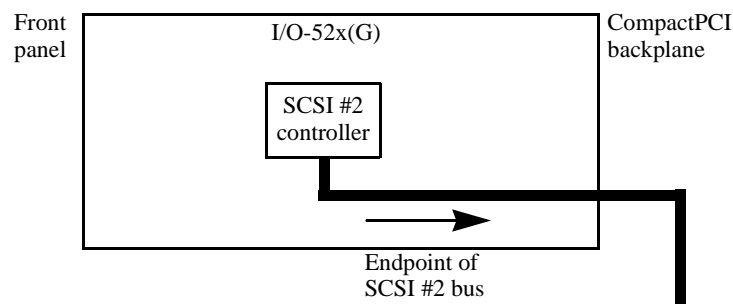 Front
panel
I/O-52x(G)
CompactPCI
backplane
SCSI #2
controller
Endpoint of
SCSI #2 bus